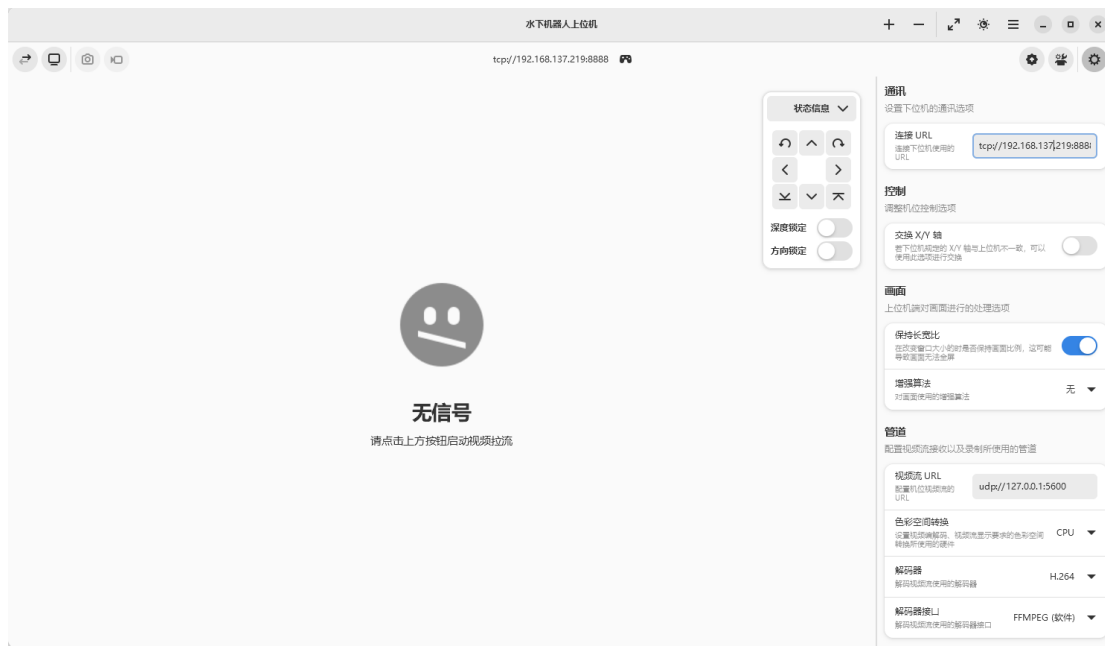 水下机器人上位机
tcp://192.168.137.219:8888
状态信息
深度锁定
方向锁定
无信号
请点击上方按钮启动视频拉流
通讯
设置下位机的通讯选项
连接 URL
连接下位机使用的
URL
tcp://192.168.137.219:8888
控制
调整机位控制选项
交换 X/Y 轴
若下位机规定的 X/Y 轴与上位机不一致，可以
使用此选项进行交换
画面
上位机端对画面进行的处理选项
保持长宽比
在改变窗口大小的时是否保持画面比例，这可能
导致画面无法全屏
增强算法
对画面使用的增强算法
无
管道
配置视频流接收以及录制所使用的管道
视频流 URL
配置机位视频流的
URL
udp://127.0.0.1:5600
色彩空间转换
设置视频编解码、视频流显示要求的色彩空间
转换所使用的硬件
CPU
解码器
解码视频流使用的解码器
H.264
解码器接口
解码视频流使用的解码器接口
FFMPEG (软件)